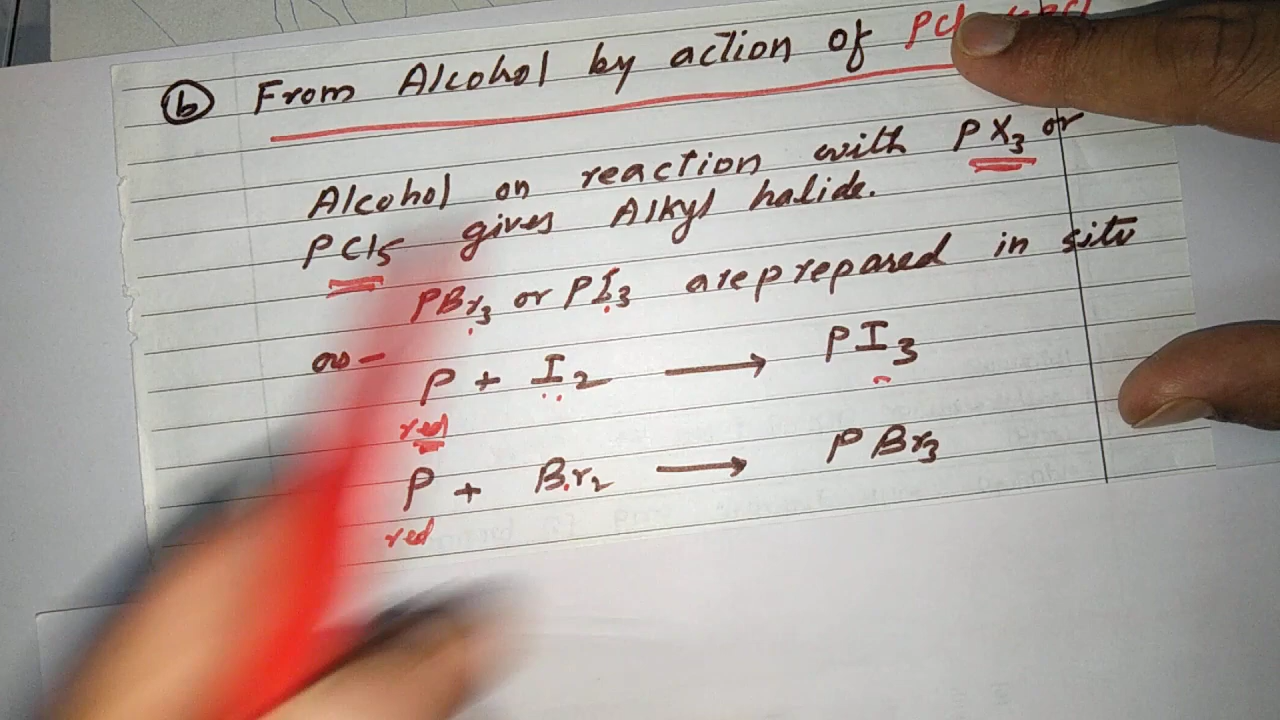 (b) From Alcohol by action of PCl
Alcohol on reaction with PX3 or
PCl5 gives Alkyl halide.
PBr3 or PI3 are prepared in situ
as-
P + I2 → PI3
red
P + Br2 → PBr3
red